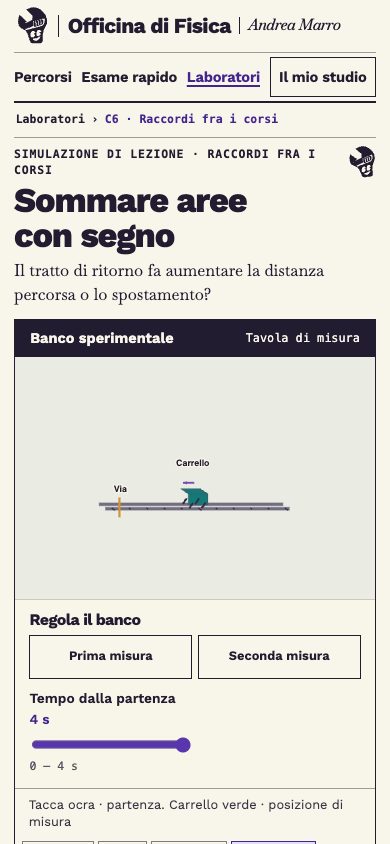 Officina di Fisica | Andrea Marro
Percorsi Esame rapido Laboratori Il mio studio
Laboratori › C6 · Raccordi fra i corsi
SIMULAZIONE DI LEZIONE · RACCORDI FRA I
CORSI
Sommare aree
con segno
Il tratto di ritorno fa aumentare la distanza
percorsa o lo spostamento?
Banco sperimentale Tavola di misura
Carrello
Via
Regola il banco
Prima misura Seconda misura
Tempo dalla partenza
4 s
0 — 4 s
Tacca ocra · partenza. Carrello verde · posizione di
misura